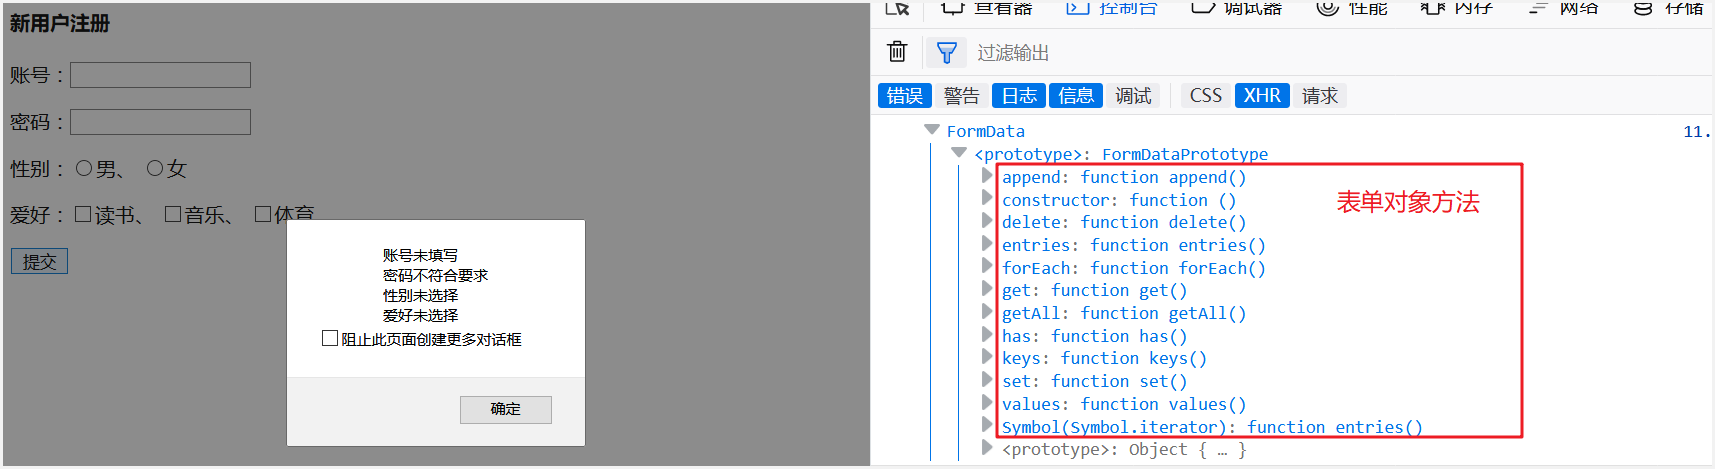 新用户注册
账号：
密码：
性别：男、 女
爱好：读书、 音乐、 体育
提交
账号未填写
密码不符合要求
性别未选择
爱好未选择
阻止此页面创建更多对话框
确定
查看器 控制台 调试器 性能 内存 网络 存储
过滤输出
错误 警告 日志 信息 调试 CSS XHR 请求
FormData 11.
<prototype>: FormDataPrototype
append: function append()
constructor: function ()
delete: function delete()
entries: function entries()
forEach: function forEach()
get: function get()
getAll: function getAll()
has: function has()
keys: function keys()
set: function set()
values: function values()
Symbol(Symbol.iterator): function entries()
<prototype>: Object { … }
表单对象方法